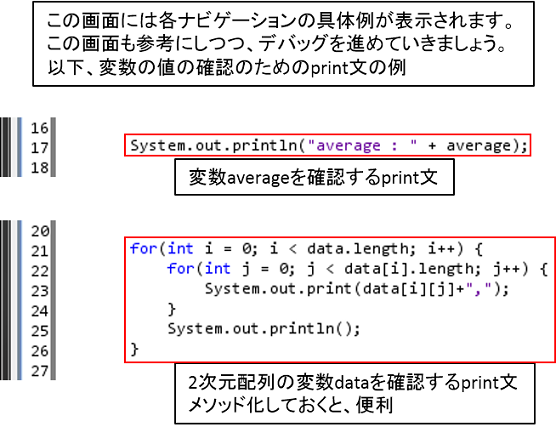 この画面には各ナビゲーションの具体例が表示されます。
この画面も参考にしつつ、デバッグを進めていきましょう。
以下、変数の値の確認のためのprint文の例
16
17 System.out.println("average : " + average);
18
変数averageを確認するprint文
20
21 for(int i = 0; i < data.length; i++) {
22 for(int j = 0; j < data[i].length; j++) {
23 System.out.print(data[i][j]+",");
24 }
25 System.out.println();
26 }
27
2次元配列の変数dataを確認するprint文
メソッド化しておくと、便利